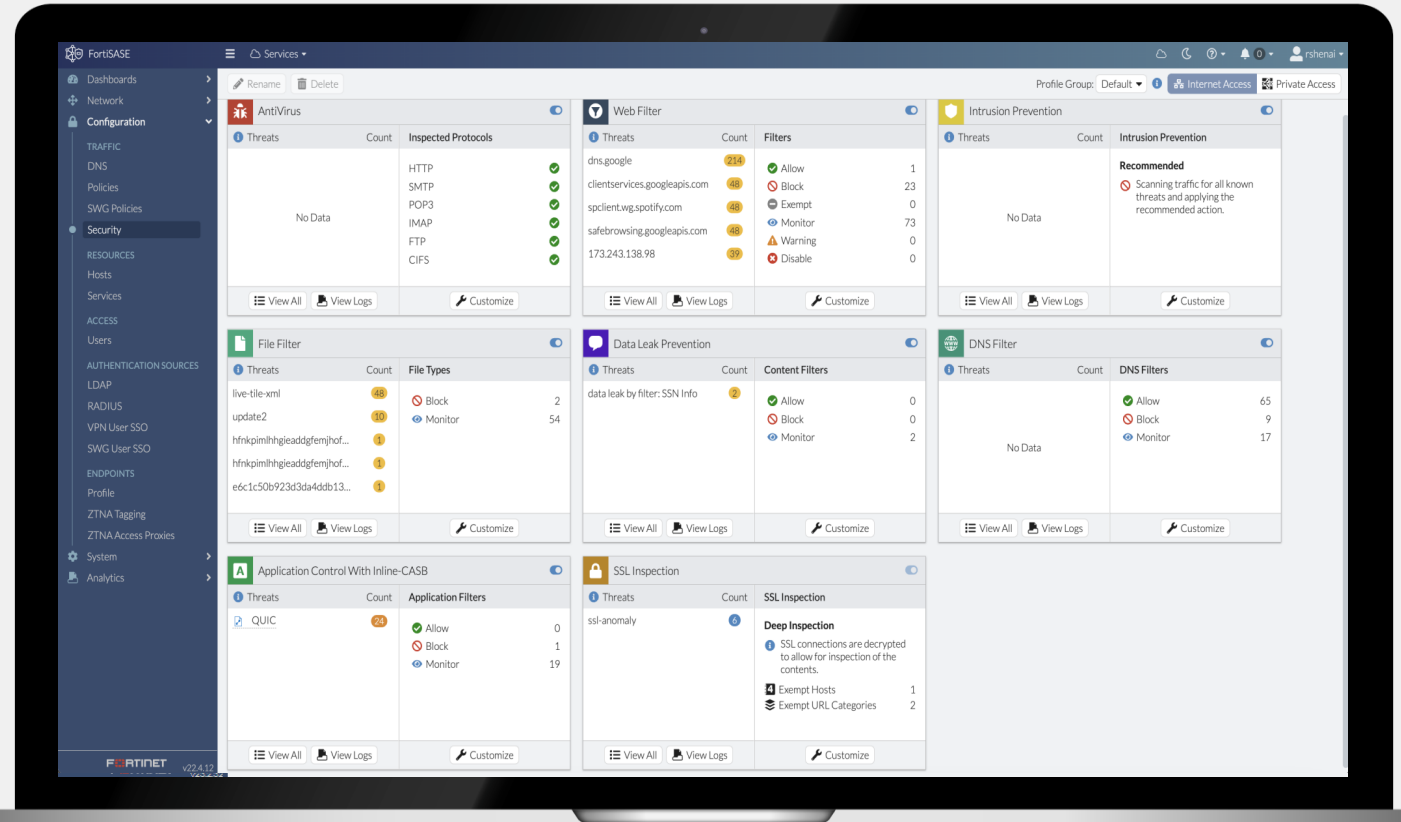 FortiSASE
Services
rshenai
0
Dashboards
Network
Configuration
TRAFFIC
DNS
Policies
SWG Policies
Security
RESOURCES
Hosts
Services
ACCESS
Users
AUTHENTICATION SOURCES
LDAP
RADIUS
VPN User SSO
SWG User SSO
ENDPOINTS
Profile
ZTNA Tagging
ZTNA Access Proxies
System
Analytics
FORTINET
v22.4.12
Rename Delete
Profile Group: Default Internet Access Private Access
AntiVirus
Threats Count Inspected Protocols
No Data
HTTP
SMTP
POP3
IMAP
FTP
CIFS
View All View Logs Customize
Web Filter
Threats Count Filters
dns.google 214
clientservices.googleapis.com 48
spclient.wg.spotify.com 48
safebrowsing.googleapis.com 48
173.243.138.98 39
Allow 1
Block 23
Exempt 0
Monitor 73
Warning 0
Disable 0
View All View Logs Customize
Intrusion Prevention
Threats Count Intrusion Prevention
No Data
Recommended
Scanning traffic for all known
threats and applying the
recommended action.
View All View Logs Customize
File Filter
Threats Count File Types
live-tile-xml 48
update2 10
hfnkpimlhhgieaddgfemjhof... 1
hfnkpimlhhgieaddgfemjhof... 1
e6c1c50b923d3da4ddb13... 1
Block 2
Monitor 54
View All View Logs Customize
Data Leak Prevention
Threats Count Content Filters
data leak by filter: SSN Info 2
Allow 0
Block 0
Monitor 2
View All View Logs Customize
WWW
DNS Filter
Threats Count DNS Filters
No Data
Allow 65
Block 9
Monitor 17
View All View Logs Customize
A
Application Control With Inline-CASB
Threats Count Application Filters
QUIC 24
Allow 0
Block 1
Monitor 19
View All View Logs Customize
SSL Inspection
Threats Count SSL Inspection
ssl-anomaly 6
Deep Inspection
SSL connections are decrypted
to allow for inspection of the
contents.
Exempt Hosts 1
Exempt URL Categories 2
View All View Logs Customize